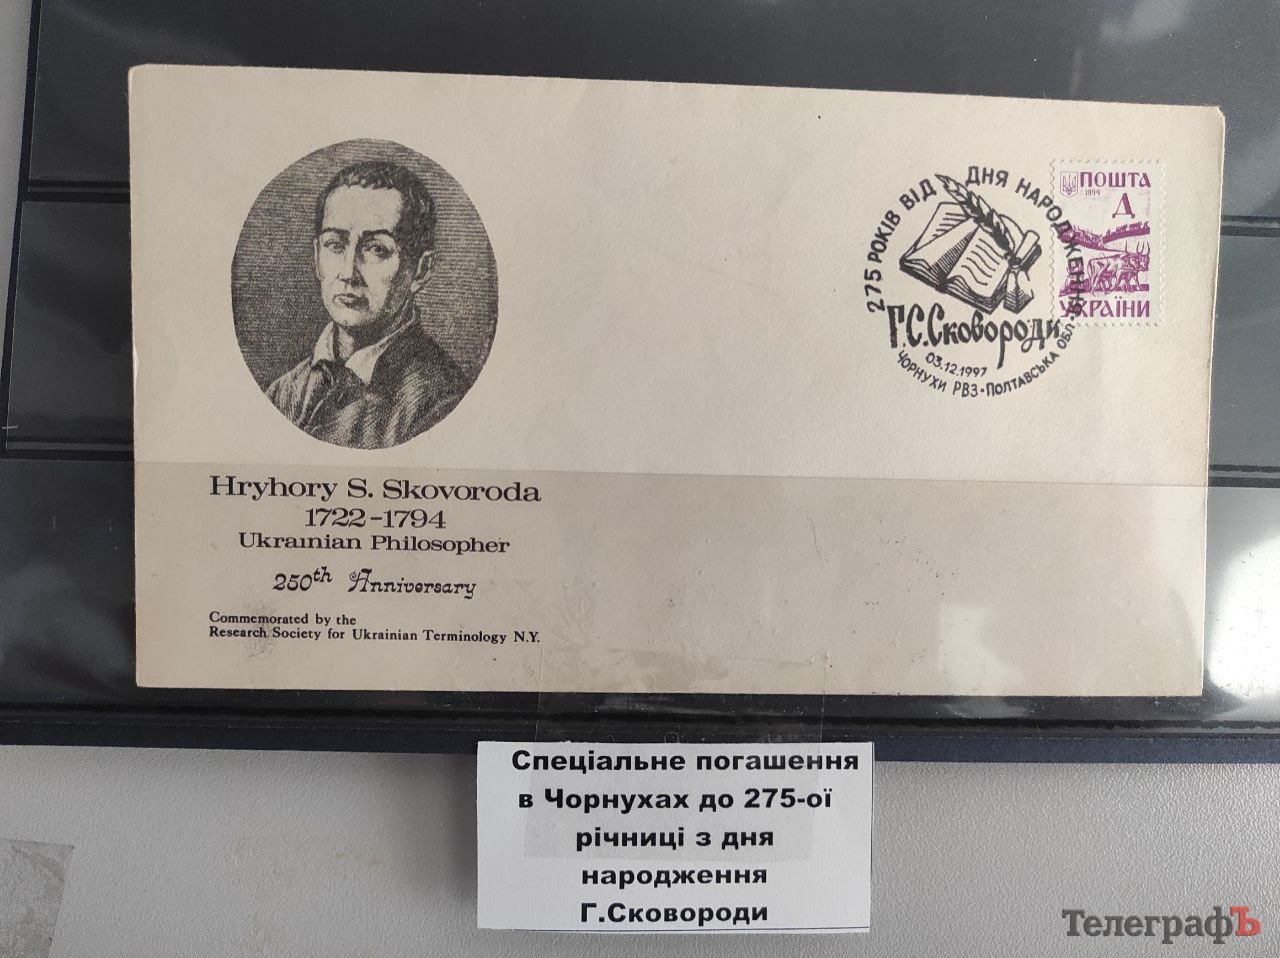 275 РОКІВ ВІД ДНЯ НАРОДЖЕННЯ
Г.С.Сковороди
03.12.1997
ЧОРНУХИ РВЗ-ПОЛТАВСЬКА ОБЛ.
ПОШТА
1994
Д
УКРАЇНИ
Hryhory S. Skovoroda
1722-1794
Ukrainian Philosopher
250th Anniversary
Commemorated by the
Research Society for Ukrainian Terminology N.Y.
Спеціальне погашення
в Чорнухах до 275-ої
річниці з дня
народження
Г.Сковороди
ТелеграфЪ